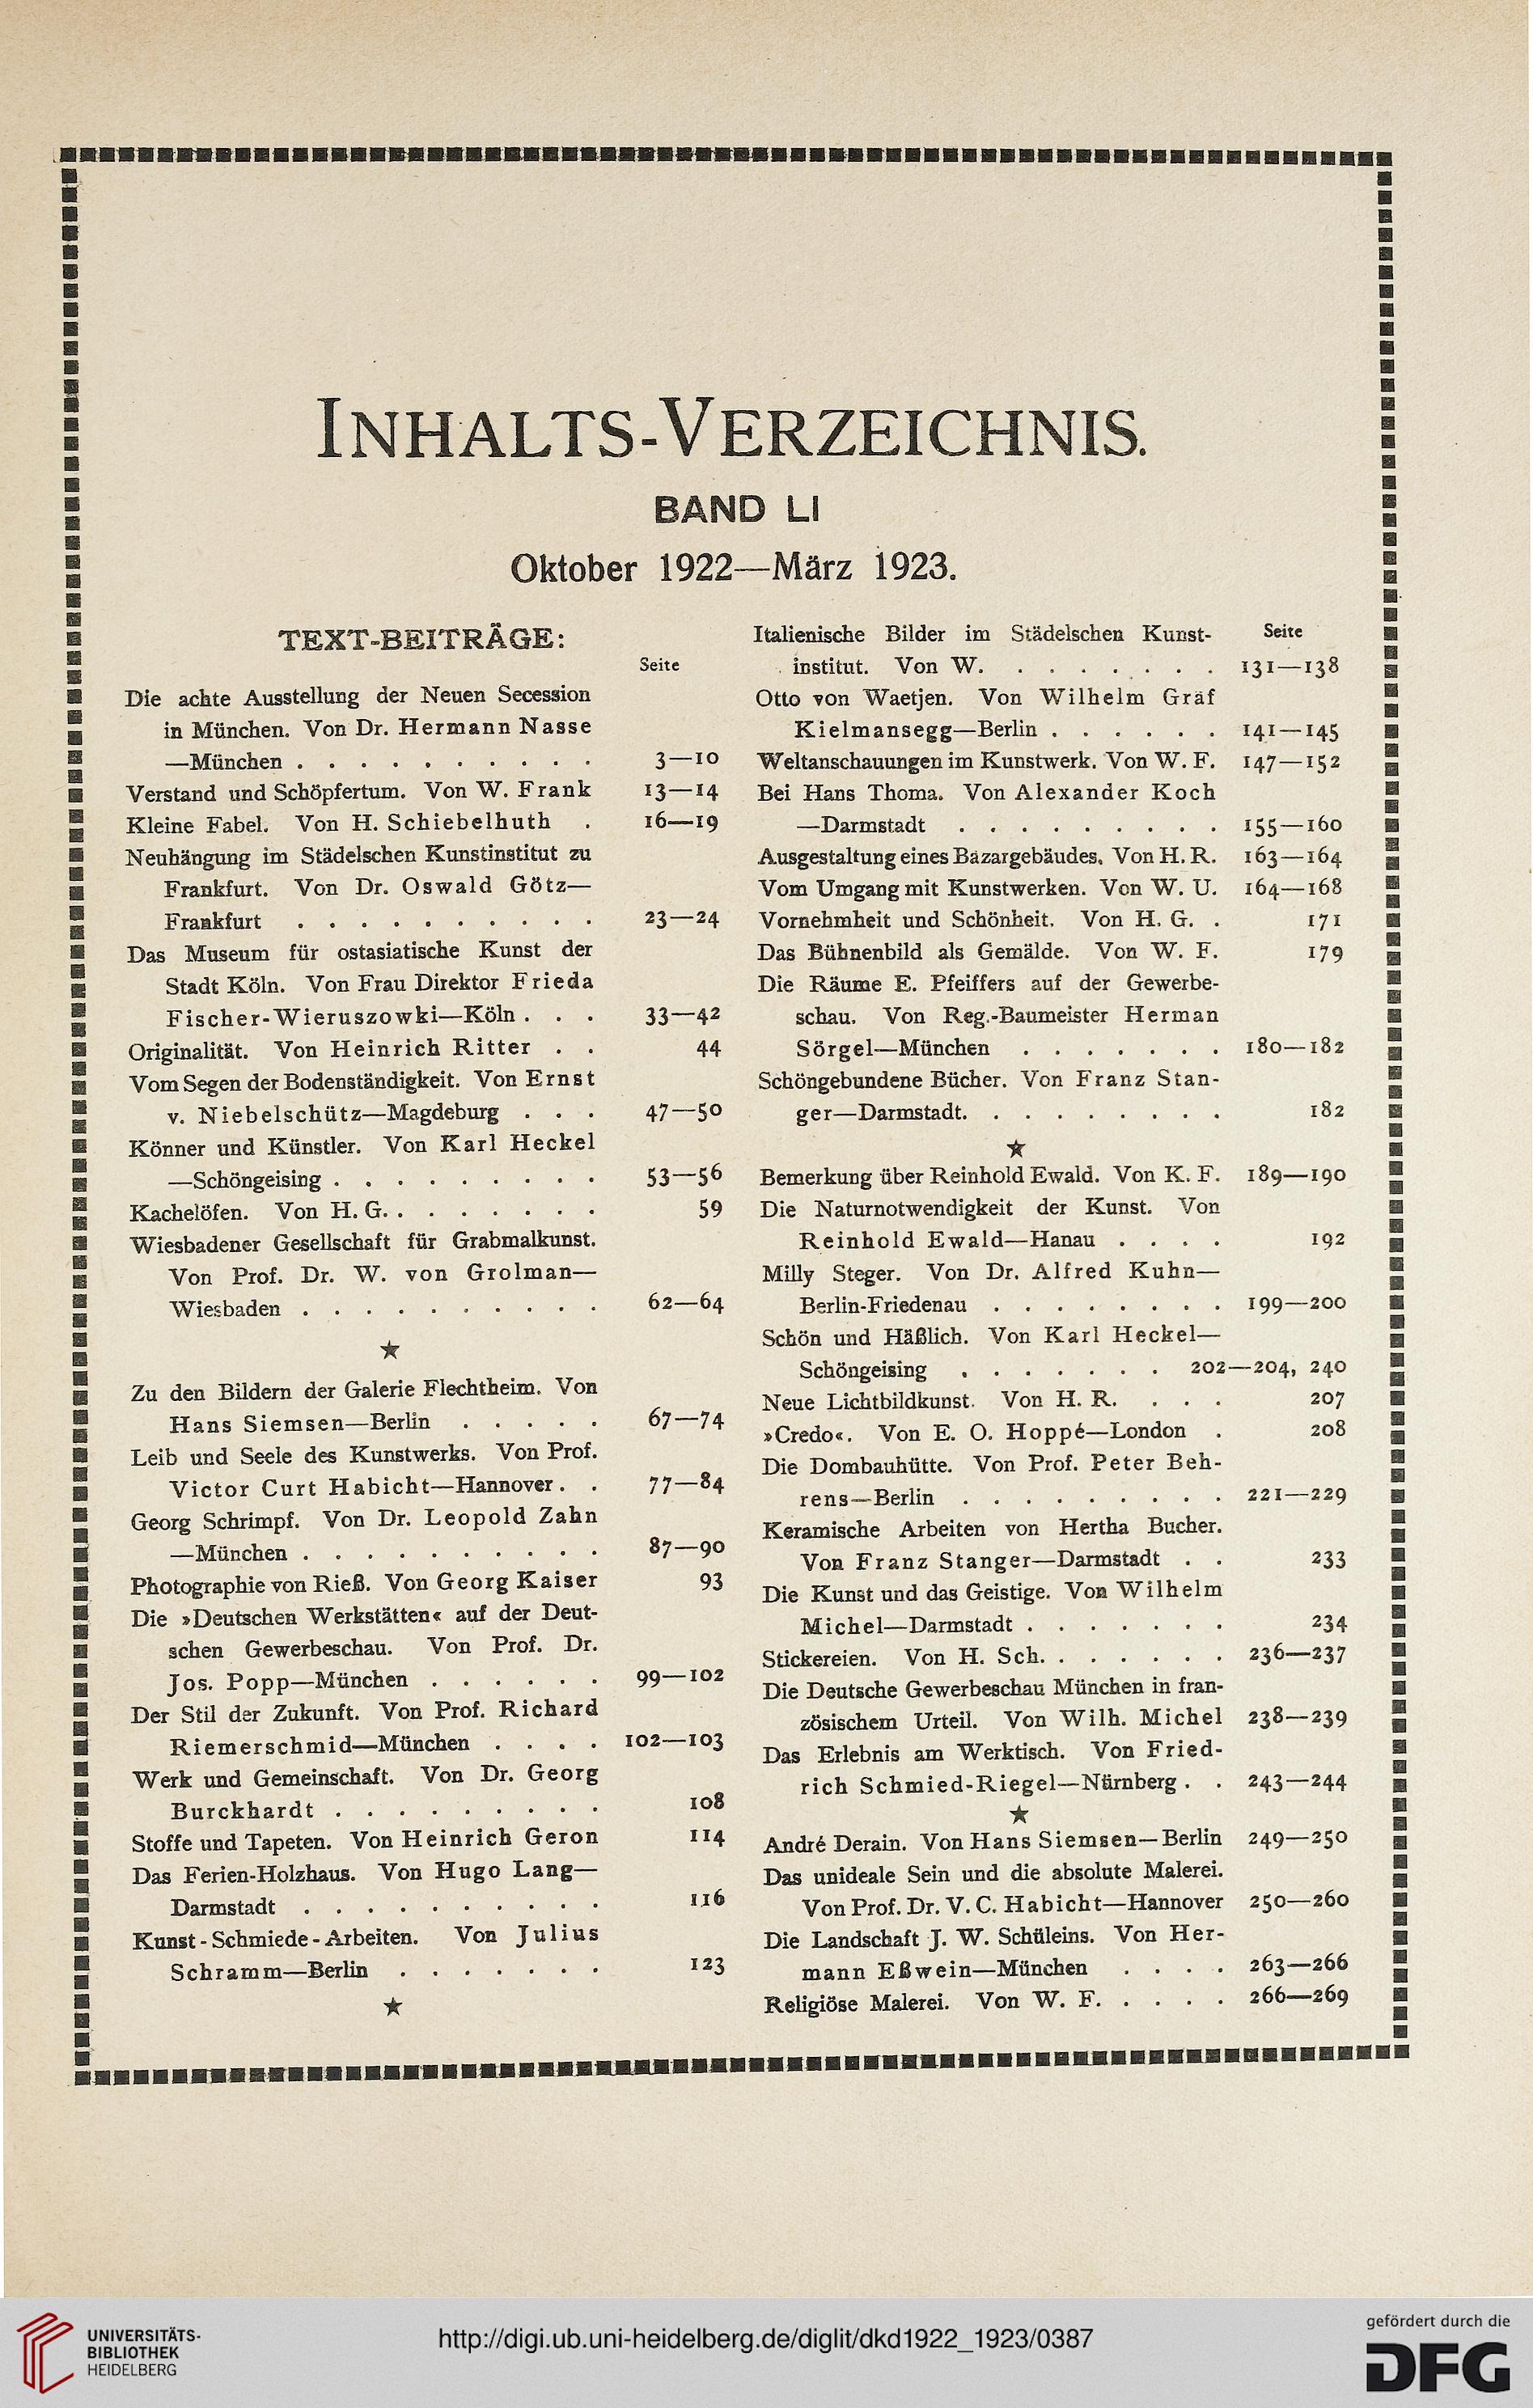 INHALTS-VERZEICHNIS.
BAND LI
Oktober 1922—März 1923.
TEXT-BEITRÄGE:
Seite
Die achte Ausstellung der Neuen Secession
in München. Von Dr. Hermann Nasse
—München . . . . . . . . . . 3—10
Verstand und Schöpfertum. Von W. Frank 13—14
Kleine Fabel. Von H. Schiebelhuth . 16—19
Neuhängung im Städelschen Kunstinstitut zu
Frankfurt. Von Dr. Oswald Götz—
Frankfurt . . . . . . . . . . 23—24
Das Museum für ostasiatische Kunst der
Stadt Köln. Von Frau Direktor Frieda
Fischer-Wieruszowki—Köln . . . 33—42
Originalität. Von Heinrich Ritter . . 44
Vom Segen der Bodenständigkeit. Von Ernst
v. Niebelschütz—Magdeburg . . . 47—50
Könner und Künstler. Von Karl Heckel
—Schöngeising . . . . . . . . . 53—56
Kachelöfen. Von H. G. . . . . . . . 59
Wiesbadener Gesellschaft für Grabmalkunst.
Von Prof. Dr. W. von Grolman—
Wiesbaden . . . . . . . . . . 62—64
Zu den Bildern der Galerie Flechtheim. Von
Hans Siemsen—Berlin . . . . . 67—74
Leib und Seele des Kunstwerks. Von Prof.
Victor Curt Habicht—Hannover . . 77—84
Georg Schrimpf. Von Dr. Leopold Zahn
—München . . . . . . . . . . 87—90
Photographie von Rieß. Von Georg Kaiser 93
Die »Deutschen Werkstätten« auf der Deut-
schen Gewerbeschau. Von Prof. Dr.
Jos. Popp—München . . . . . . 99—102
Der Stil der Zukunft. Von Prof. Richard
Riemerschmid—München . . . . 102—103
Werk und Gemeinschaft. Von Dr. Georg
Burckhardt . . . . . . . . . 108
Stoffe und Tapeten. Von Heinrich Geron 114
Das Ferien-Holzhaus. Von Hugo Lang—
Darmstadt . . . . . . . . . . 116
Kunst-Schmiede-Arbeiten. Von Julius
Schramm—Berlin . . . . . . . 123
Italienische Bilder im Städelschen Kunst- Seite
institut. Von W. . . . . . . . 131—138
Otto von Waetjen. Von Wilhelm Gräf
Kielmansegg—Berlin . . . . . . 141—145
Weltanschauungen im Kunstwerk. Von W. F. 147—152
Bei Hans Thoma. Von Alexander Koch
—Darmstadt . . . . . . . . . 155—160
Ausgestaltung eines Bazargebäudes. Von H. R. 163—164
Vom Umgang mit Kunstwerken. Von W. U. 164—168
Vornehmheit und Schönheit. Von H. G. . 171
Das Bühnenbild als Gemälde. Von W. F. 179
Die Räume E. Pfeiffers auf der Gewerbe-
schau. Von Reg.-Baumeister Herman
Sörgel—München . . . . . . . 180—182
Schöngebundene Bücher. Von Franz Stan-
ger—Darmstadt. . . . . . . . . 182
Bemerkung über Reinhold Ewald. Von K. F. 189—190
Die Naturnotwendigkeit der Kunst. Von
Reinhold Ewald—Hanau . . . . 192
Milly Steger. Von Dr. Alfred Kuhn—
Berlin-Friedenau . . . . . . . . 199—200
Schön und Häßlich. Von Karl Heckel—
Schöngeising . . . . . . . 202—204, 240
Neue Lichtbildkunst. Von H. R. . . . 207
»Credo«. Von E. O. Hoppé—London . 208
Die Dombauhütte. Von Prof. Peter Beh-
rens—Berlin . . . . . . . . . 221—229
Keramische Arbeiten von Hertha Bucher.
Von Franz Stanger—Darmstadt . . 233
Die Kunst und das Geistige. Von Wilhelm
Michel—Darmstadt . . . . . . . 234
Stickereien. Von H. Sch. . . . . . . 236—237
Die Deutsche Gewerbeschau München in fran-
zösischem Urteil. Von Wilh. Michel 238—239
Das Erlebnis am Werktisch. Von Fried-
rich Schmied-Riegel—Nürnberg . . 243—244
André Derain. Von Hans Siemsen—Berlin 249—250
Das unideale Sein und die absolute Malerei.
Von Prof. Dr. V. C. Habicht—Hannover 250—260
Die Landschaft J. W. Schüleins. Von Her-
mann Eßwein—München . . . . 263—266
Religiöse Malerei. Von W. F. . . . . 266—269
UNIVERSITÄTS-
BIBLIOTHEK
HEIDELBERG
http://digi.ub.uni-heidelberg.de/diglit/dkd1922_1923/0387
gefördert durch die
DFG